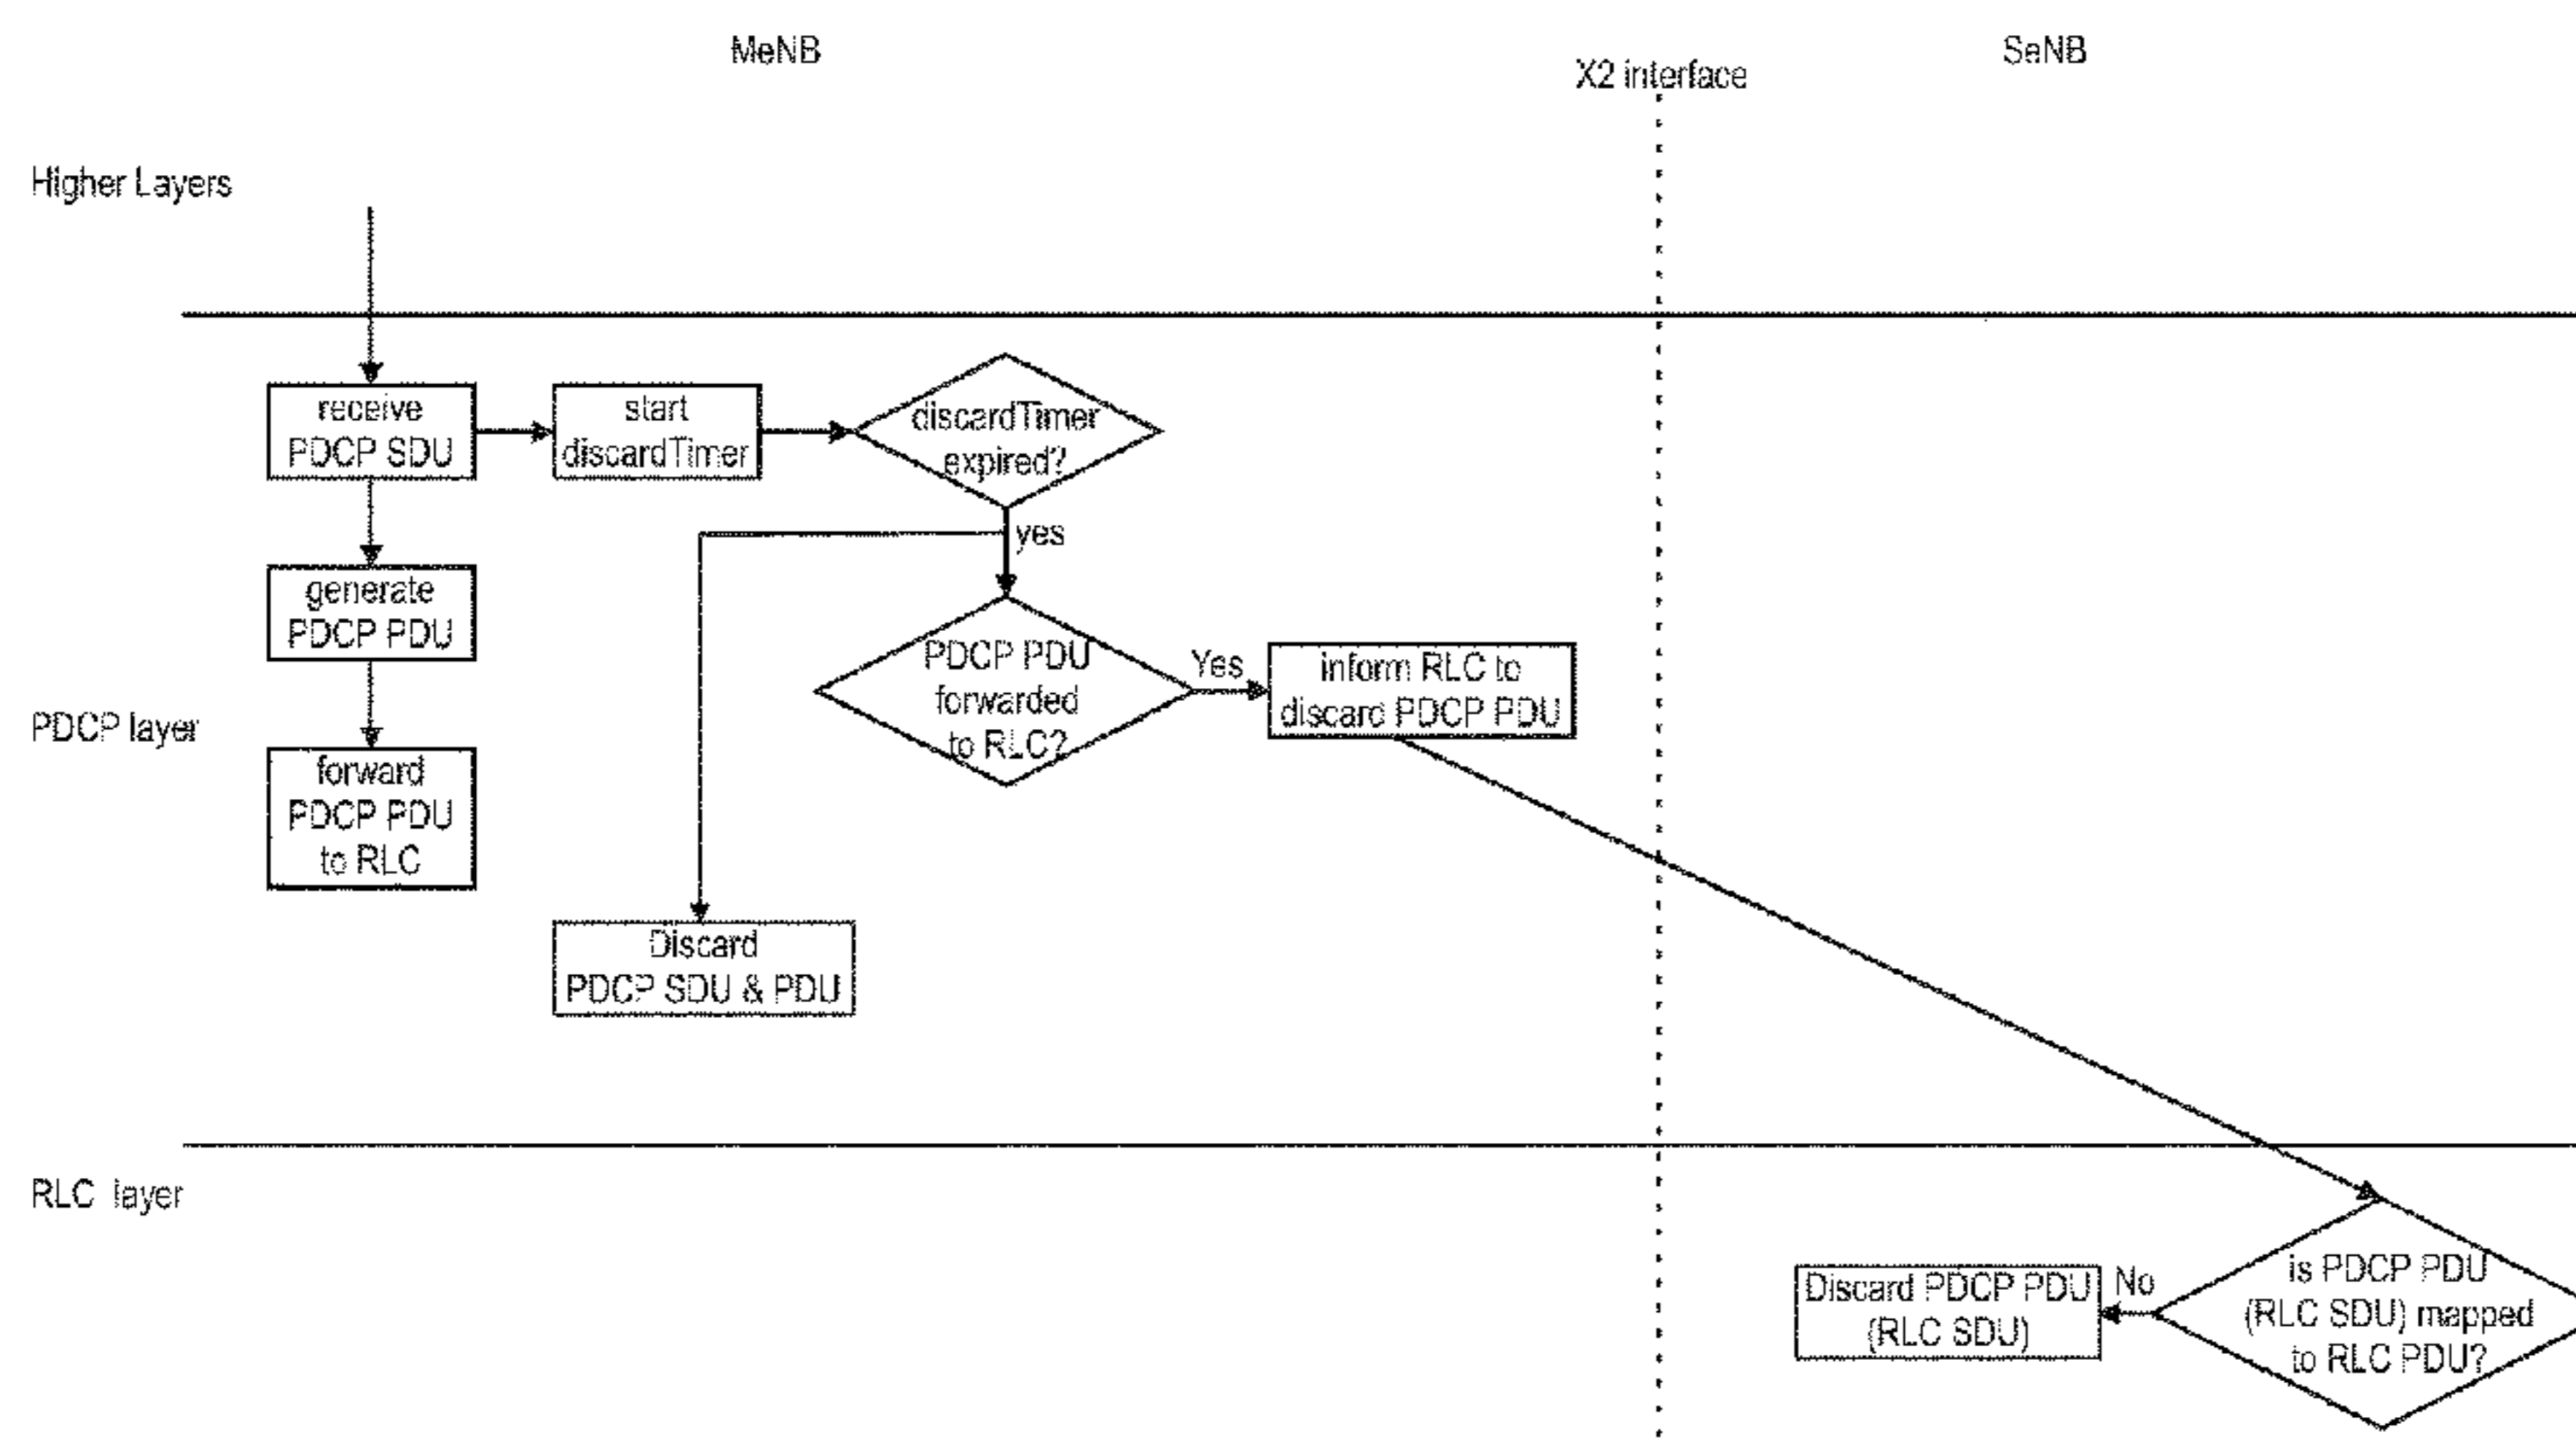 MeNB
SeNB
X2 interface
Higher Layers
receive
PDCP SDU
start
discardTimer
discardTimer
expired?
yes
generate
PDCP PDU
PDCP PDU
forwarded
to RLC?
Yes
inform RLC to
discard PDCP PDU
PDCP layer
forward
PDCP PDU
to RLC
Discard
PDCP SDU & PDU
RLC layer
Discard PDCP PDU
(RLC SDU)
No
is PDCP PDU
(RLC SDU) mapped
to RLC PDU?